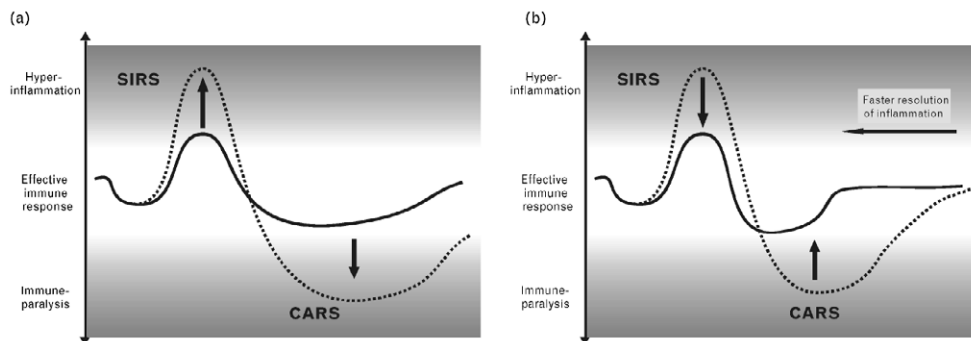 (a)
Hyper-
inflammation
SIRS
Effective
immune
response
Immune-
paralysis
CARS
(b)
Hyper-
inflammation
SIRS
Faster resolution
of inflammation
Effective
immune
response
Immune-
paralysis
CARS